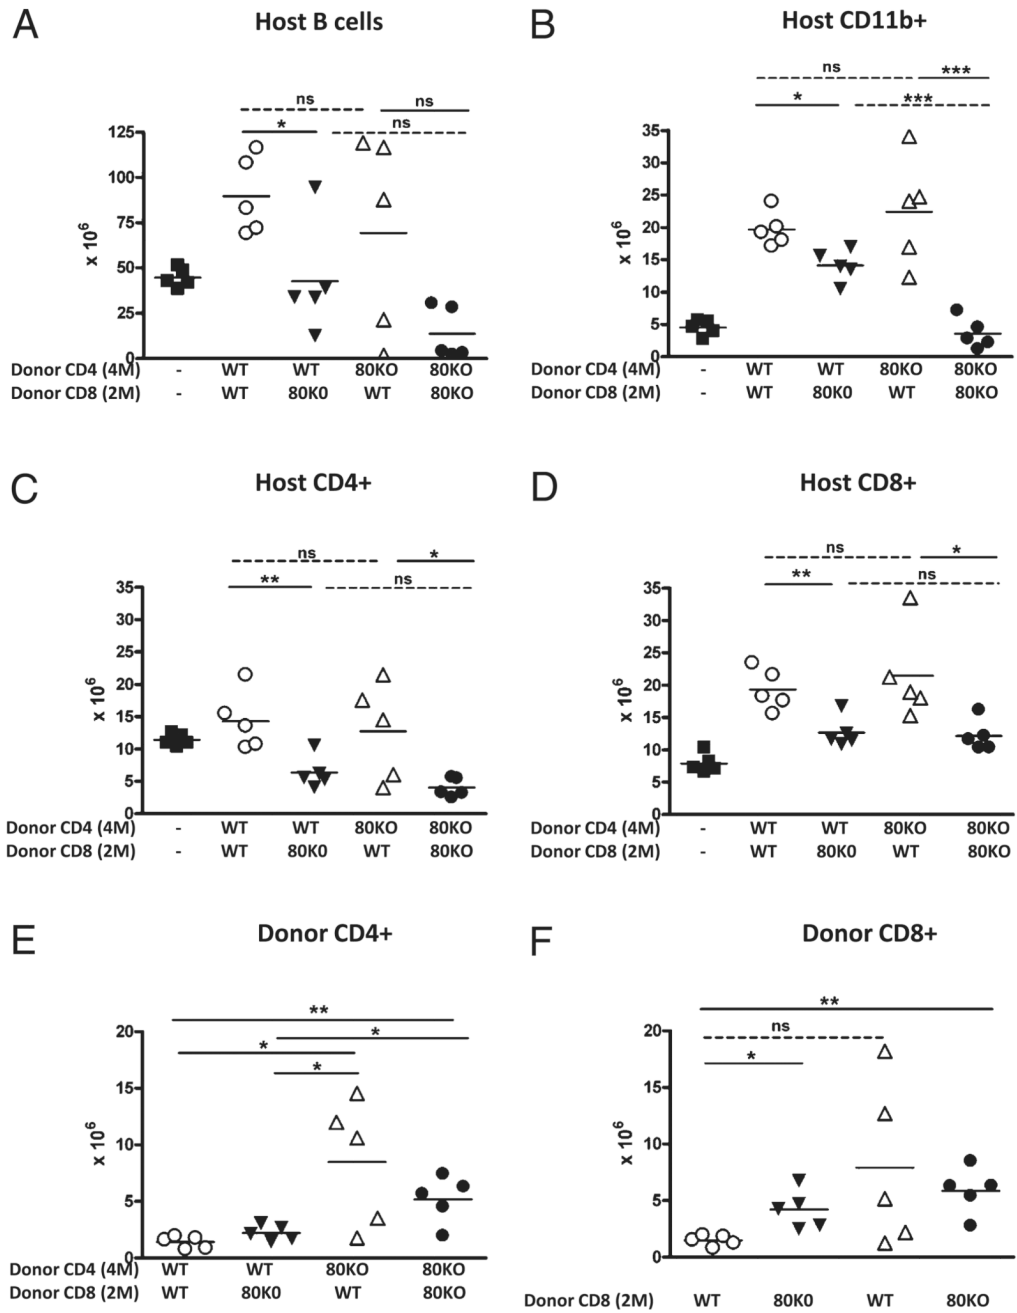 A
Host B cells
ns
ns
*
ns
125
100
75
50
25
0
x 10⁶
Donor CD4 (4M) - WT WT 80KO 80KO
Donor CD8 (2M) - WT 80K0 WT 80KO
B
Host CD11b+
ns
***
*
***
35
30
25
20
15
10
5
0
x 10⁶
Donor CD4 (4M) - WT WT 80KO 80KO
Donor CD8 (2M) - WT 80K0 WT 80KO
C
Host CD4+
ns
*
**
ns
35
30
25
20
15
10
5
0
x 10⁶
Donor CD4 (4M) - WT WT 80KO 80KO
Donor CD8 (2M) - WT 80K0 WT 80KO
D
Host CD8+
ns
*
**
ns
35
30
25
20
15
10
5
0
x 10⁶
Donor CD4 (4M) - WT WT 80KO 80KO
Donor CD8 (2M) - WT 80K0 WT 80KO
E
Donor CD4+
**
*
*
*
20
15
10
5
0
x 10⁶
Donor CD4 (4M) WT WT 80KO 80KO
Donor CD8 (2M) WT 80K0 WT 80KO
F
Donor CD8+
**
ns
*
20
15
10
5
0
x 10⁶
Donor CD8 (2M) WT 80K0 WT 80KO